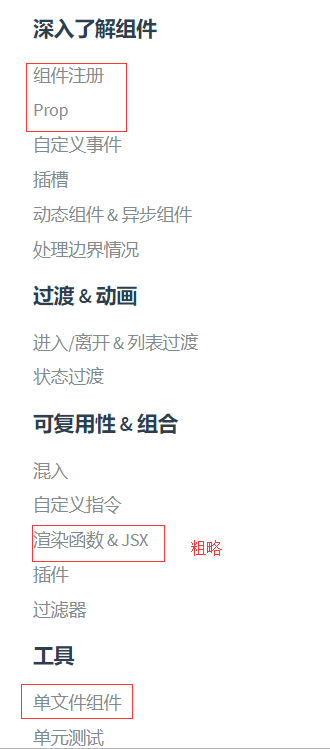 深入了解组件
组件注册
Prop
自定义事件
插槽
动态组件 & 异步组件
处理边界情况
过渡 & 动画
进入/离开 & 列表过渡
状态过渡
可复用性 & 组合
混入
自定义指令
渲染函数 & JSX
粗略
插件
过滤器
工具
单文件组件
单元测试